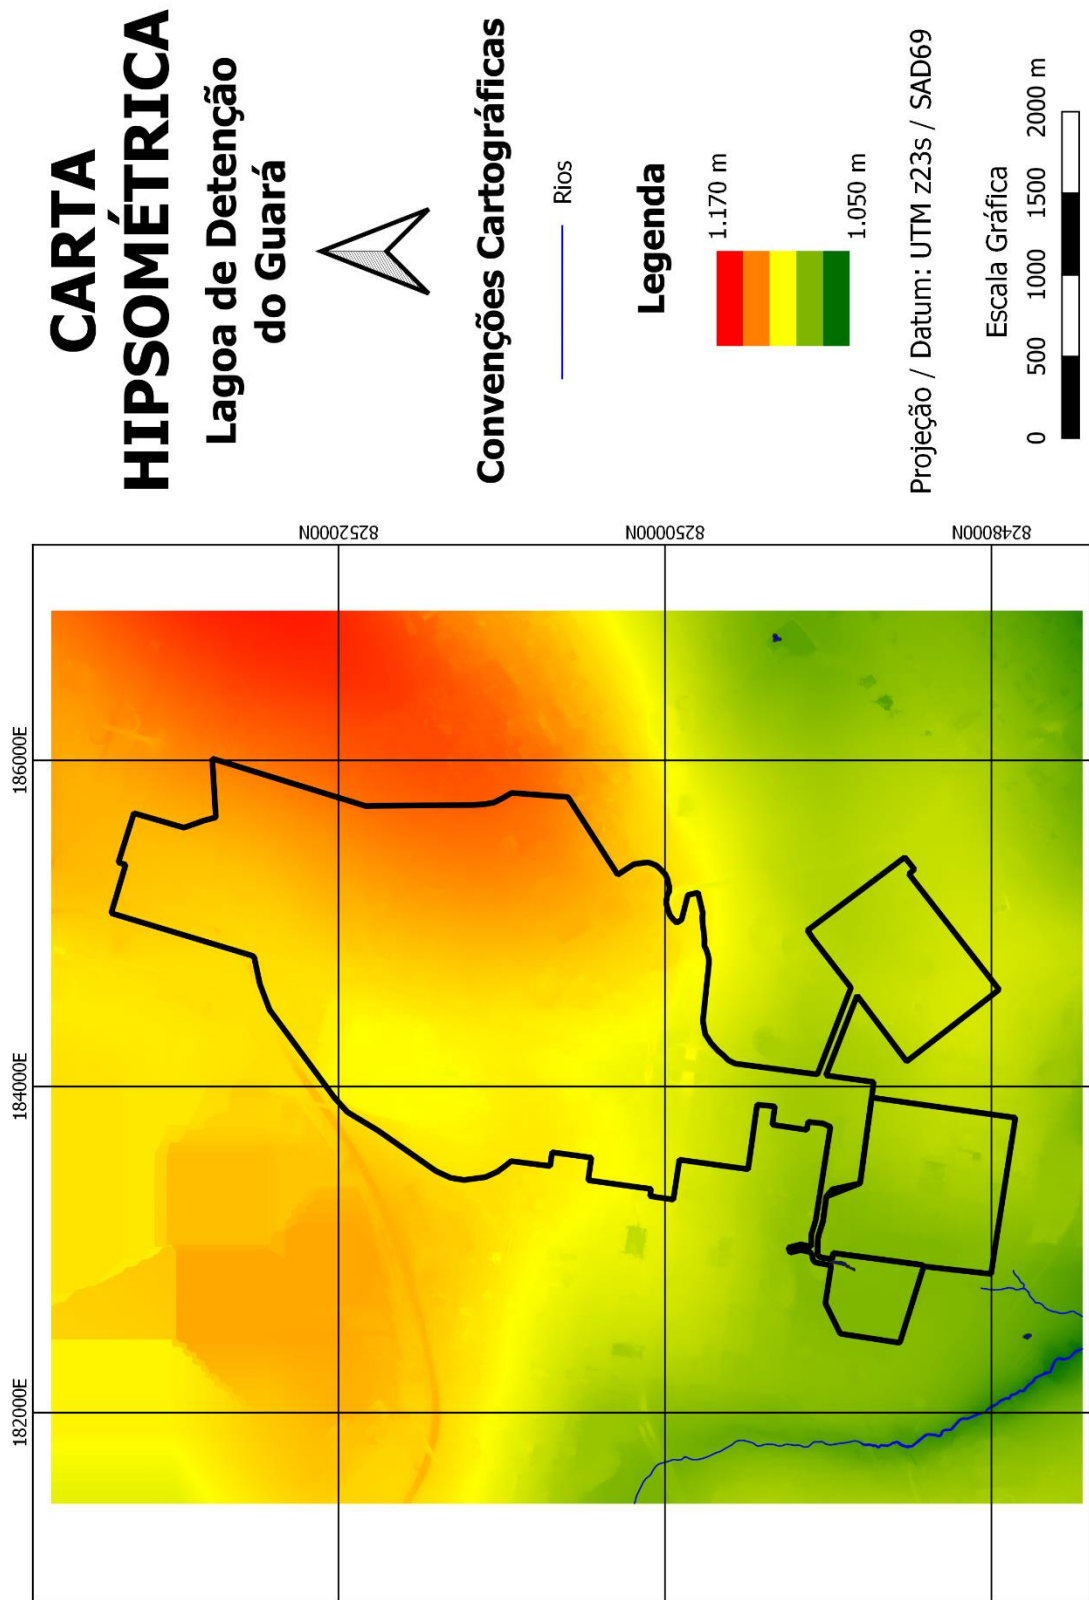 CARTA
HIPSOMÉTRICA
Lagoa de Detenção
do Guará
Convenções Cartográficas
Rios
Legenda
1.170 m
1.050 m
Projeção / Datum: UTM z23s / SAD69
Escala Gráfica
0 500 1000 1500 2000 m
8252000N
8250000N
8248000N
186000E
184000E
182000E